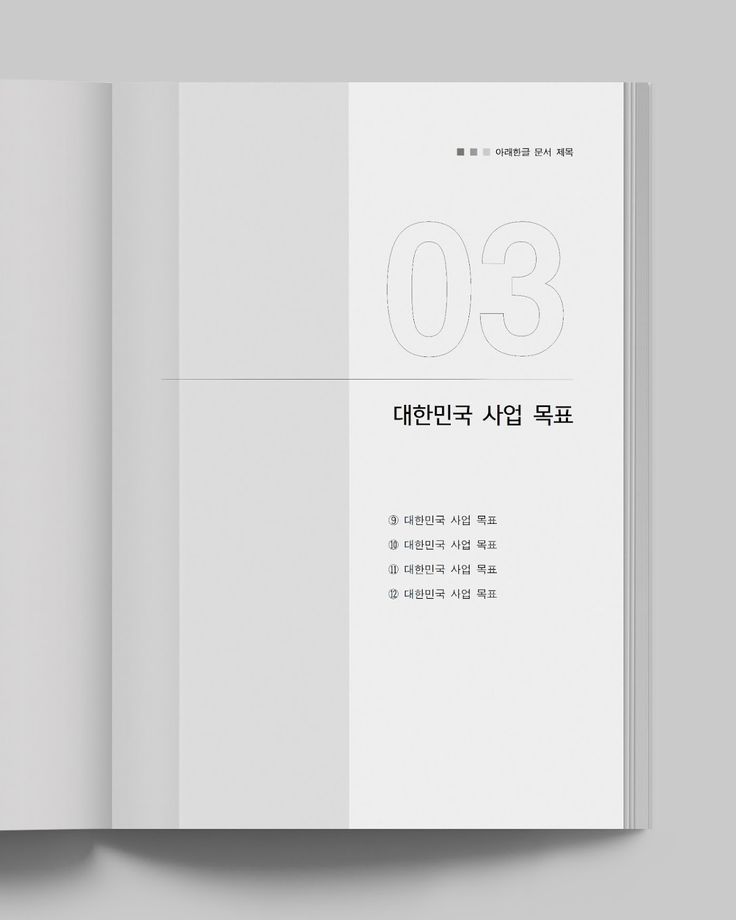 ■ ■ ■ 아래한글 문서 제목
03
대한민국 사업 목표
⑨ 대한민국 사업 목표
⑩ 대한민국 사업 목표
⑪ 대한민국 사업 목표
⑫ 대한민국 사업 목표